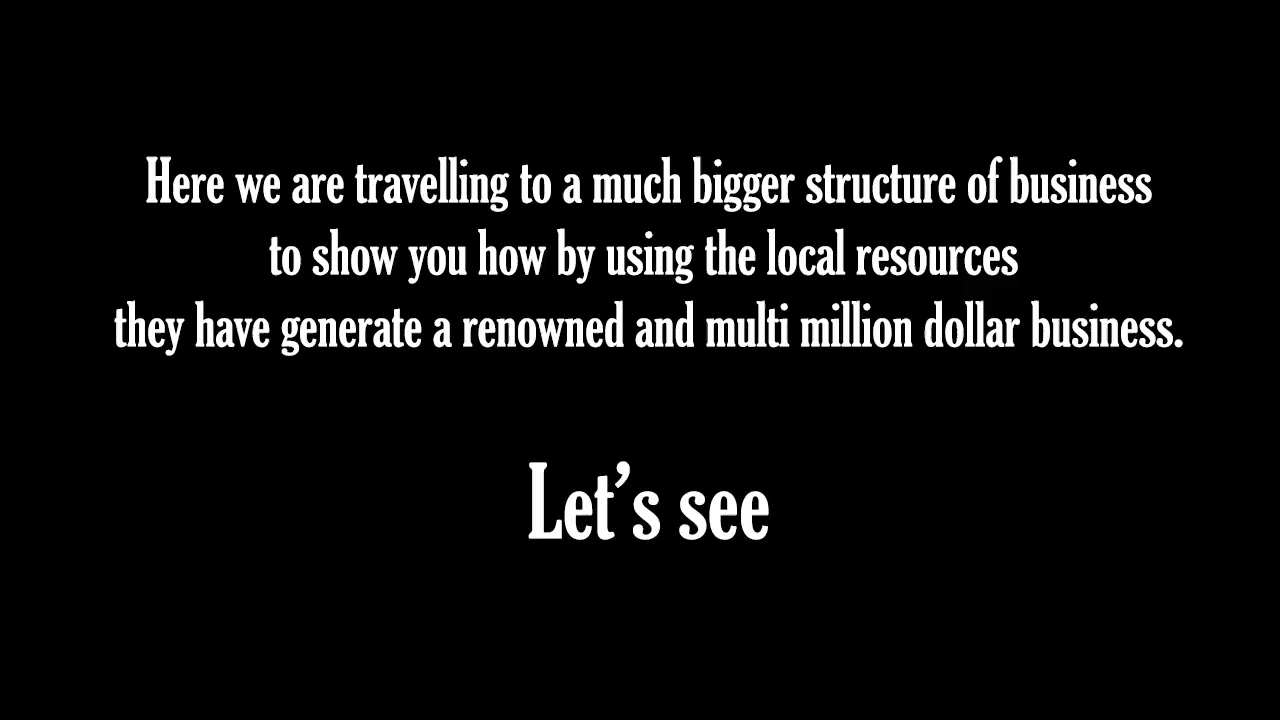 Here we are travelling to a much bigger structure of business
to show you how by using the local resources
they have generate a renowned and multi million dollar business.
Let’s see